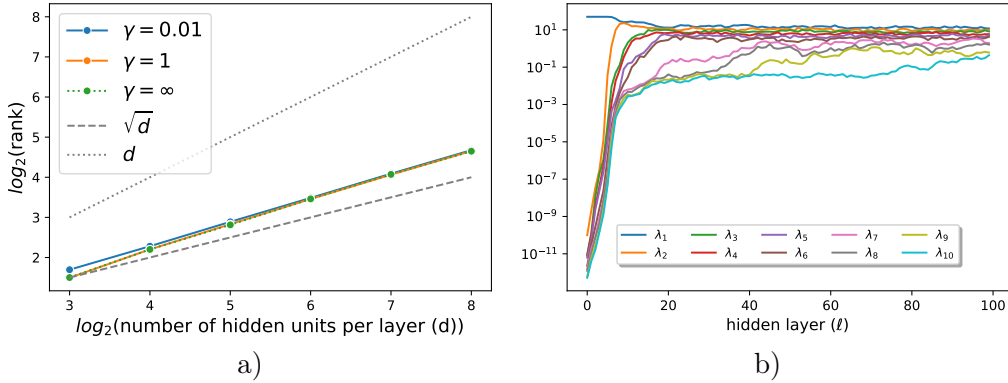 8
7
6
5
4
3
2
log₂(rank)
γ = 0.01
γ = 1
γ = ∞
√d
d
3 4 5 6 7 8
log₂(number of hidden units per layer (d))
a)
10¹
10⁻¹
10⁻³
10⁻⁵
10⁻⁷
10⁻⁹
10⁻¹¹
λ₁ λ₃ λ₅ λ₇ λ₉
λ₂ λ₄ λ₆ λ₈ λ₁₀
0 20 40 60 80 100
hidden layer (ℓ)
b)